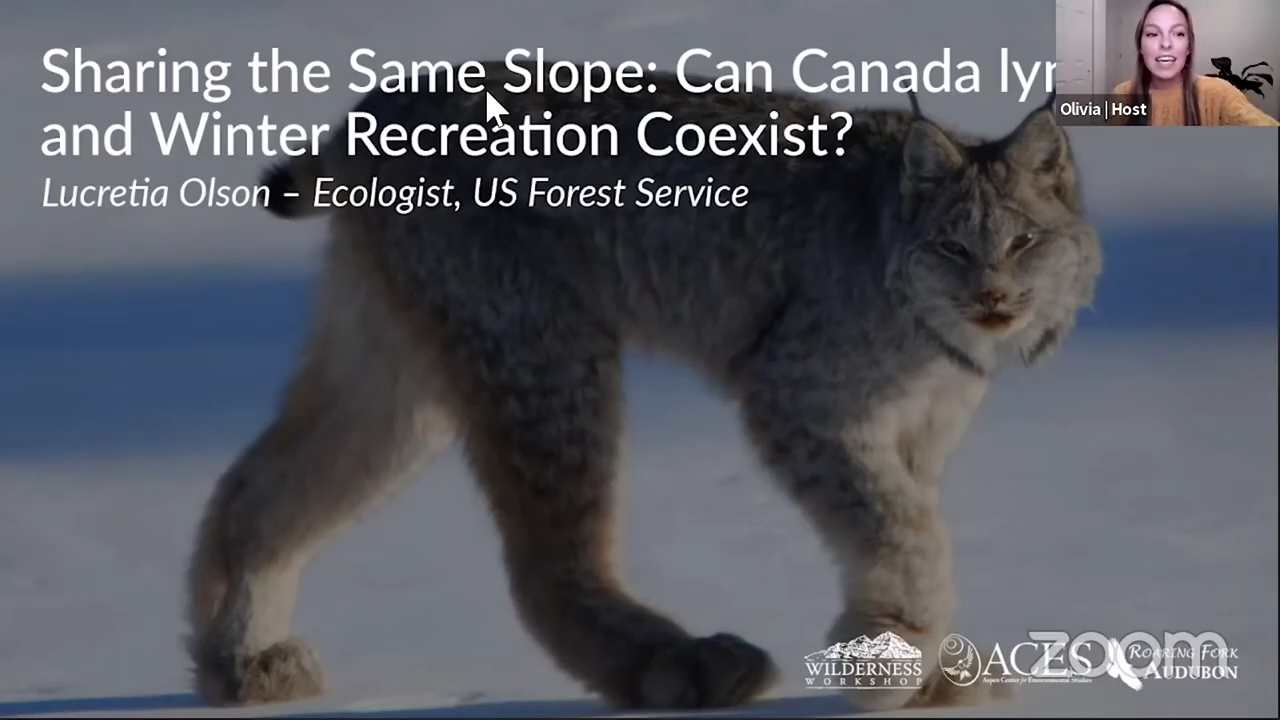 Sharing the Same Slope: Can Canada lyn
and Winter Recreation Coexist?
Lucretia Olson – Ecologist, US Forest Service
Olivia | Host
WILDERNESS
WORKSHOP
ACES
Aspen Center for Environmental Studies
ROARING FORK
AUDUBON
zoom